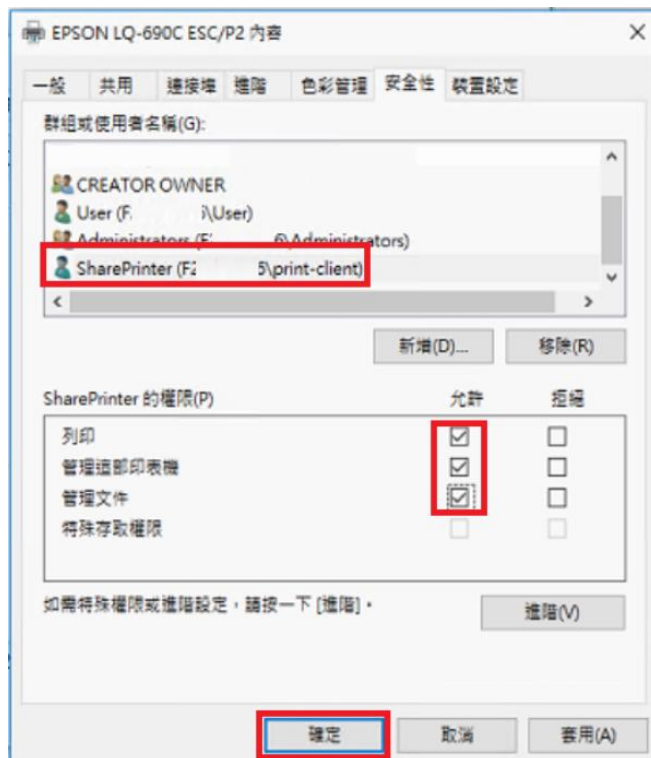 EPSON LQ-690C ESC/P2 內容
一般 共用 連接埠 進階 色彩管理 安全性 裝置設定
群組或使用者名稱(G):
CREATOR OWNER
User (F. \User)
Administrators (F. 6\Administrators)
SharePrinter (F2 5\print-client)
新增(D)... 移除(R)
SharePrinter 的權限(P) 允許 拒絕
列印
管理這部印表機
管理文件
特殊存取權限
如需特殊權限或進階設定，請按一下 [進階]。
進階(V)
確定 取消 套用(A)